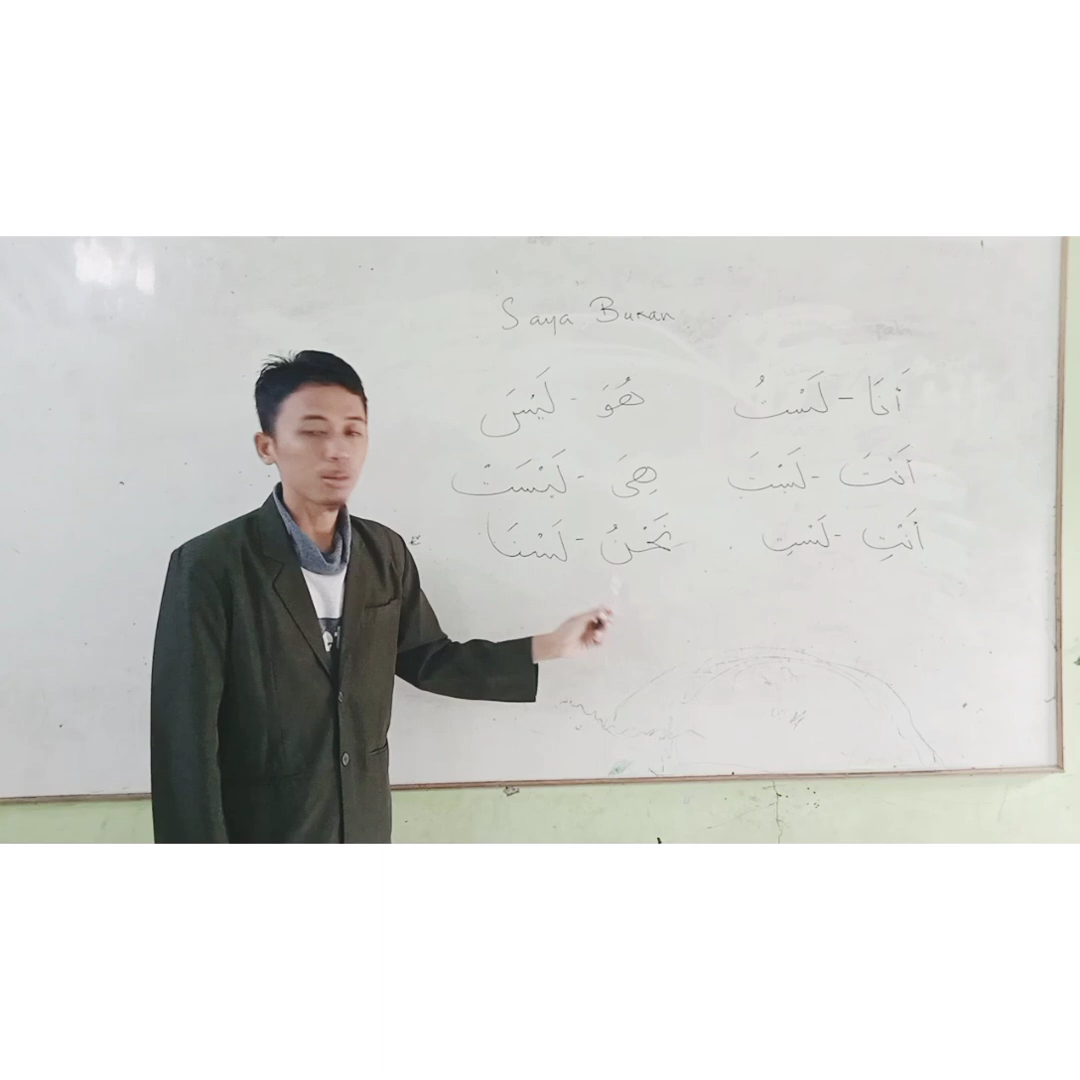 Saya Bukan
أَنَا - لَسْتُ هُوَ - لَيْسَ
أَنْتَ - لَسْتَ هِيَ - لَيْسَتْ
أَنْتِ - لَسْتِ نَحْنُ - لَسْنَا